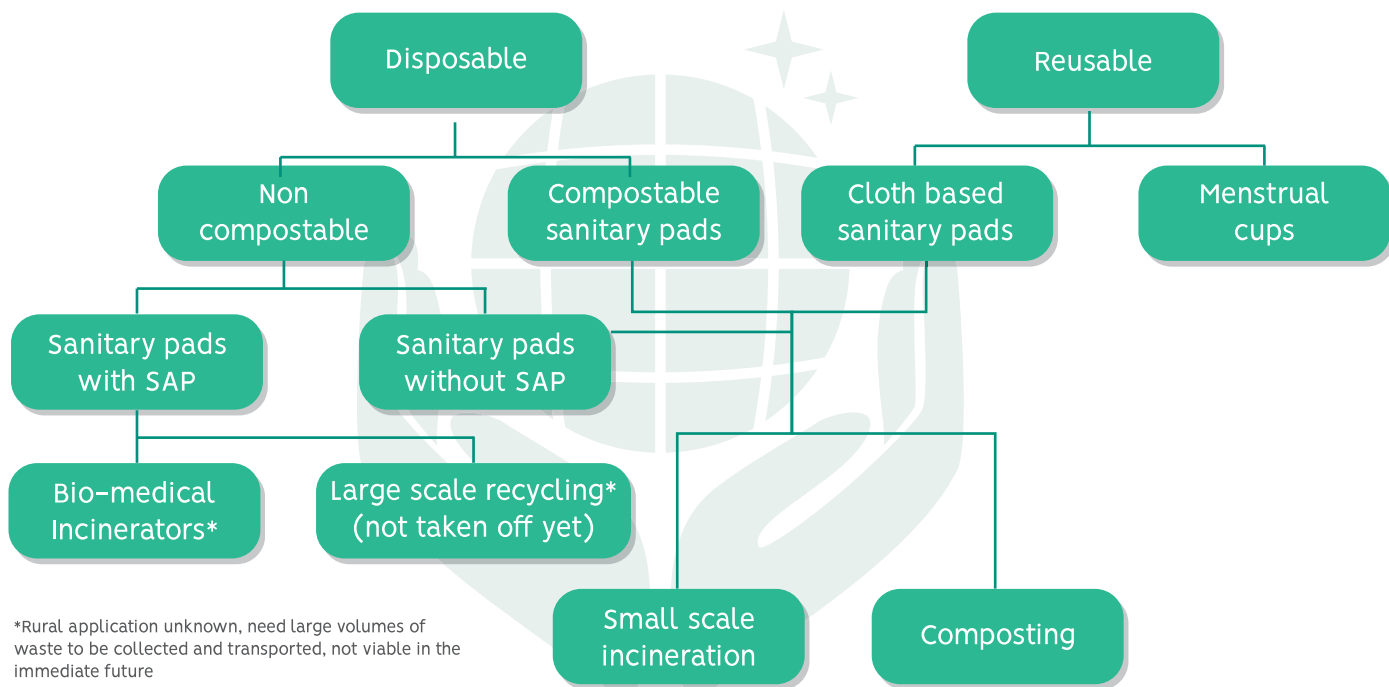 Disposable
Reusable
Non
compostable
Compostable
sanitary pads
Cloth based
sanitary pads
Menstrual
cups
Sanitary pads
with SAP
Sanitary pads
without SAP
Bio-medical
Incinerators*
Large scale recycling*
(not taken off yet)
Small scale
incineration
Composting
*Rural application unknown, need large volumes of
waste to be collected and transported, not viable in the
immediate future